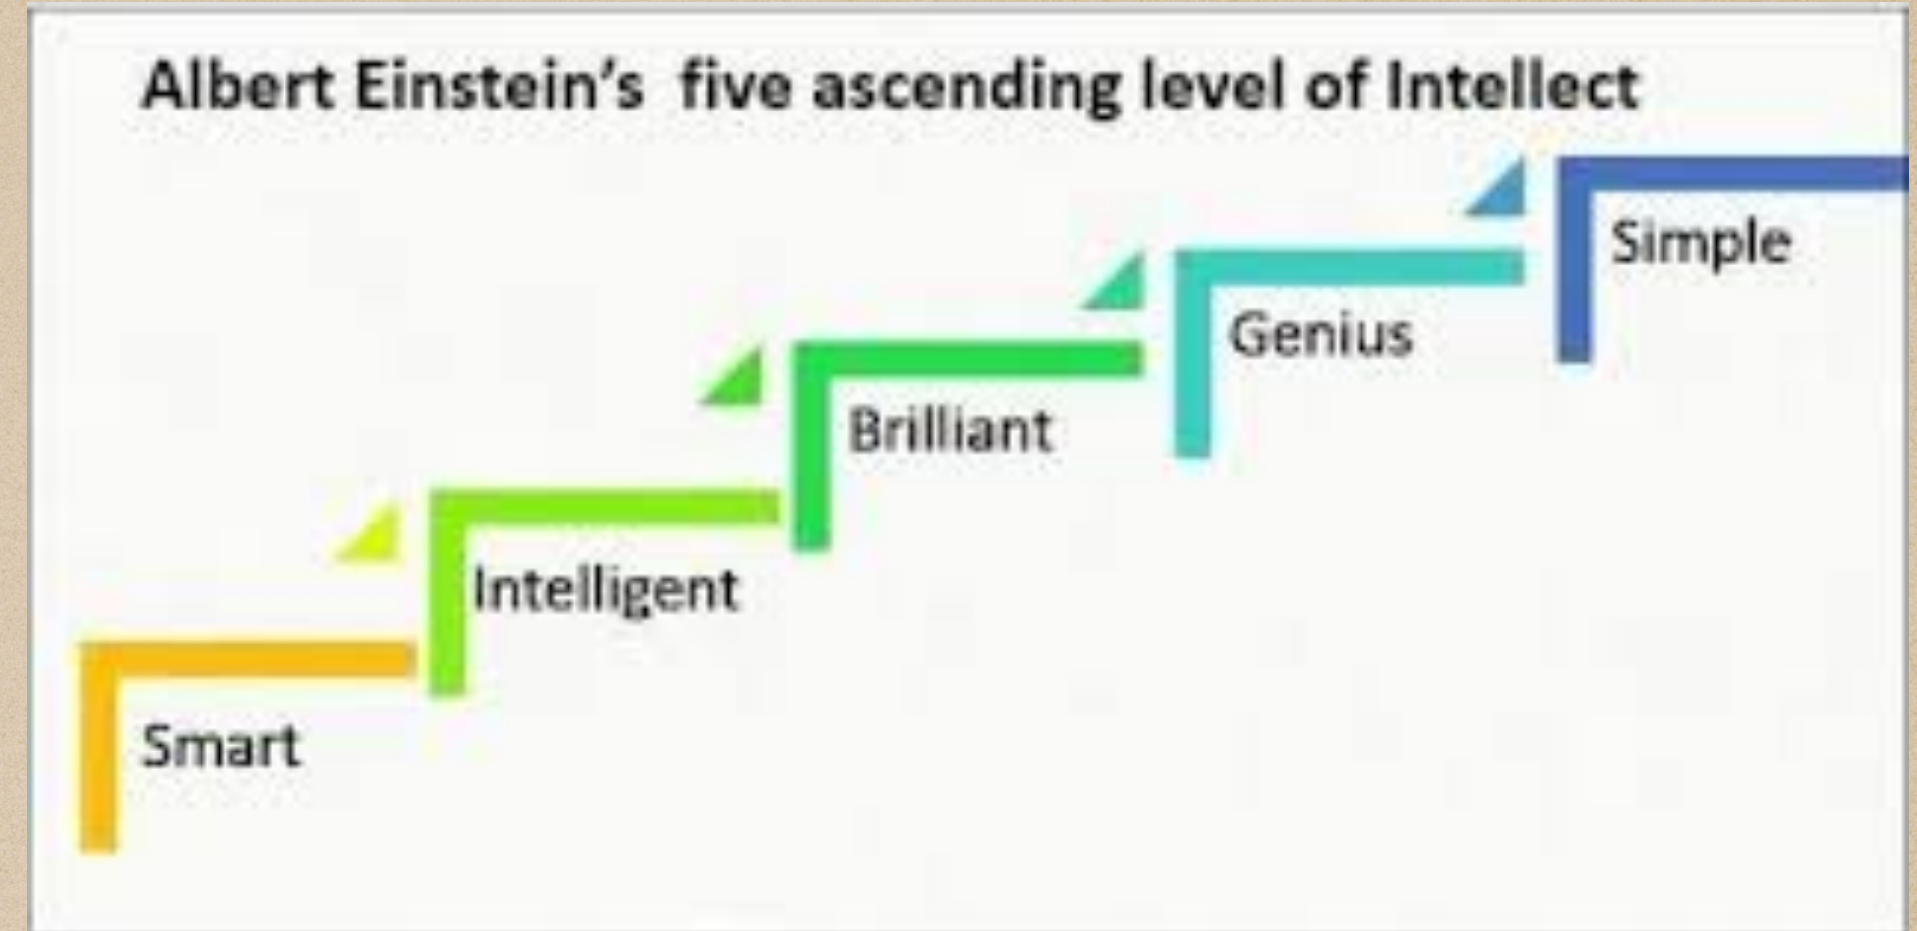 Albert Einstein's  five ascending level of Intellect
Simple
Genius
Brilliant
Intelligent
Smart